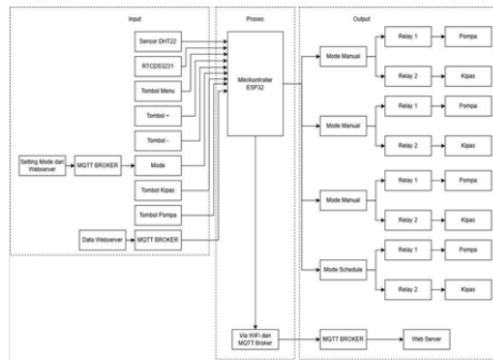 Input
Proses
Output
Sensor DHT22
RTCDS3231
Tombol Menu
Tombol +
Tombol -
Setting Mode dari
Webserver
MQTT BROKER
Mode
Tombol Kipas
Tombol Pompa
Data Webserver
MQTT BROKER
Mikrikontroller
ESP32
Via WiFi dan
MQTT Broker
Mode Manual
Relay 1
Pompa
Relay 2
Kipas
Mode Manual
Relay 1
Pompa
Relay 2
Kipas
Mode Manual
Relay 1
Pompa
Relay 2
Kipas
Mode Schedule
Relay 1
Pompa
Relay 2
Kipas
MQTT BROKER
Web Server